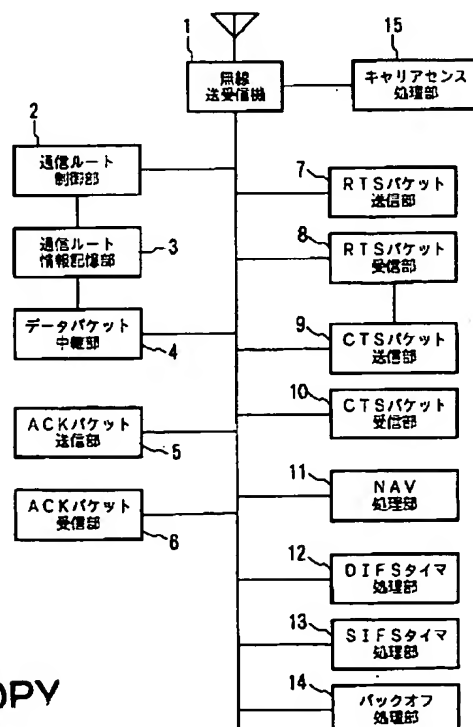 1
無線
送受信機
15
キャリアセンス
処理部
2
通信ルート
制御部
3
通信ルート
情報記憶部
4
データパケット
中継部
5
ACKパケット
送信部
6
ACKパケット
受信部
7
RTSパケット
送信部
8
RTSパケット
受信部
9
CTSパケット
送信部
10
CTSパケット
受信部
11
NAV
処理部
12
DIFSタイマ
処理部
13
SIFSタイマ
処理部
14
バックオフ
処理部
OPY